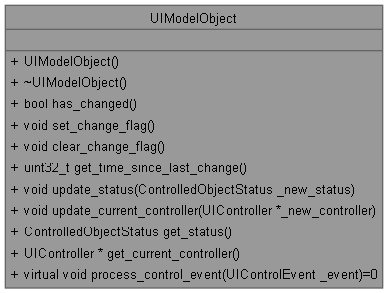 UIModelObject
+ UIModelObject()
+ ~UIModelObject()
+ bool has_changed()
+ void set_change_flag()
+ void clear_change_flag()
+ uint32_t get_time_since_last_change()
+ void update_status(ControlledObjectStatus _new_status)
+ void update_current_controller(UIController *_new_controller)
+ ControlledObjectStatus get_status()
+ UIController * get_current_controller()
+ virtual void process_control_event(UIControlEvent _event)=0